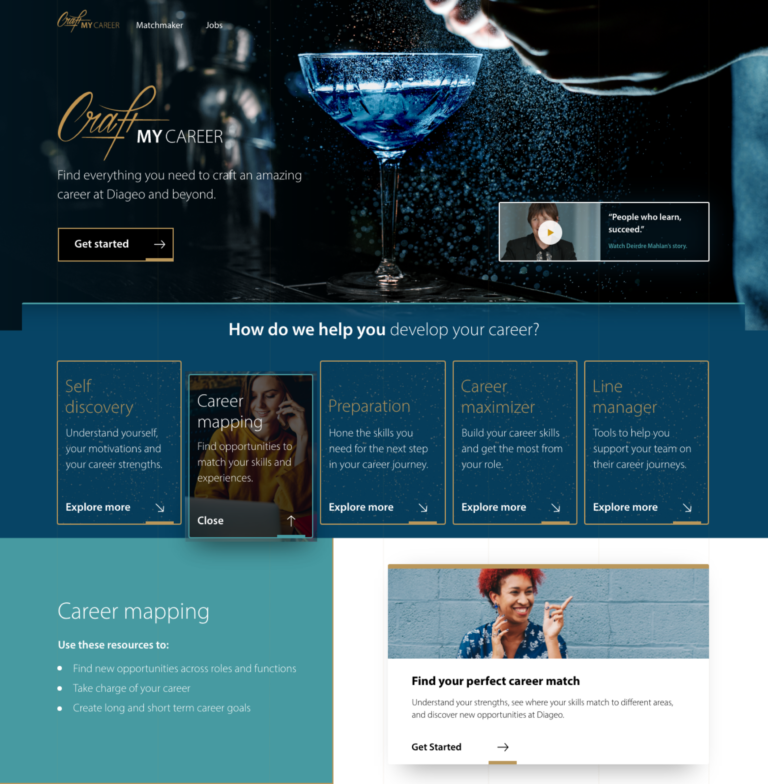 Craft MY CAREER
Matchmaker
Jobs
Craft
MY CAREER
Find everything you need to craft an amazing
career at Diageo and beyond.
Get started
“People who learn,
succeed.”
Watch Deirdre Mahlan's story.
How do we help you develop your career?
Self
discovery
Understand yourself,
your motivations and
your career strengths.
Explore more
Career
mapping
Find opportunities to
match your skills and
experiences.
Close
Preparation
Hone the skills you
need for the next step
in your career journey.
Explore more
Career
maximizer
Build your career skills
and get the most from
your role.
Explore more
Line
manager
Tools to help you
support your team on
their career journeys.
Explore more
Career mapping
Use these resources to:
Find new opportunities across roles and functions
Take charge of your career
Create long and short term career goals
Find your perfect career match
Understand your strengths, see where your skills match to different areas,
and discover new opportunities at Diageo.
Get Started